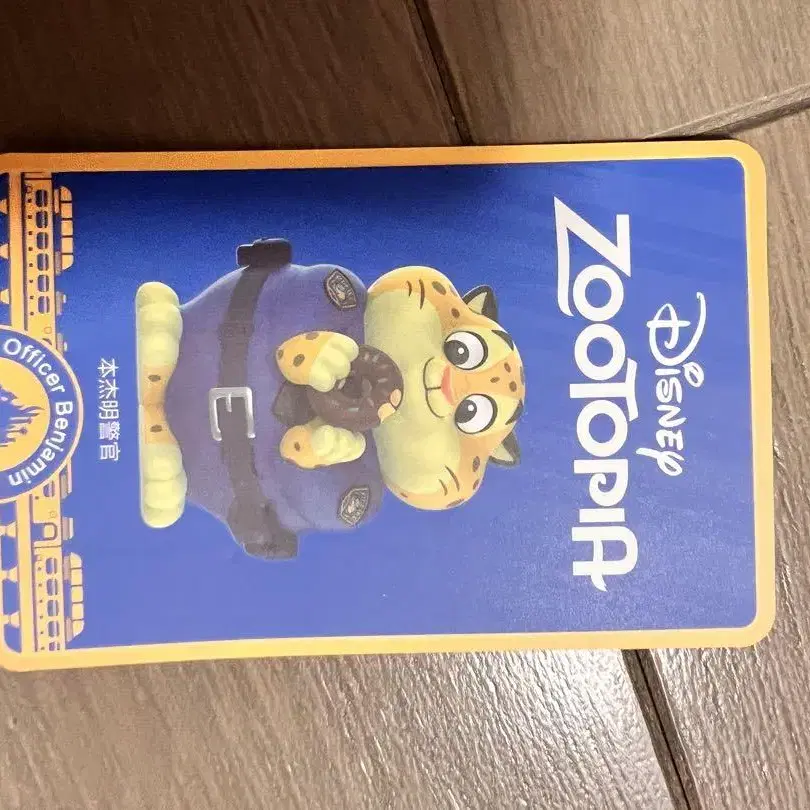 Disney
ZOOTOPIA
本杰明警官
Officer Benjamin